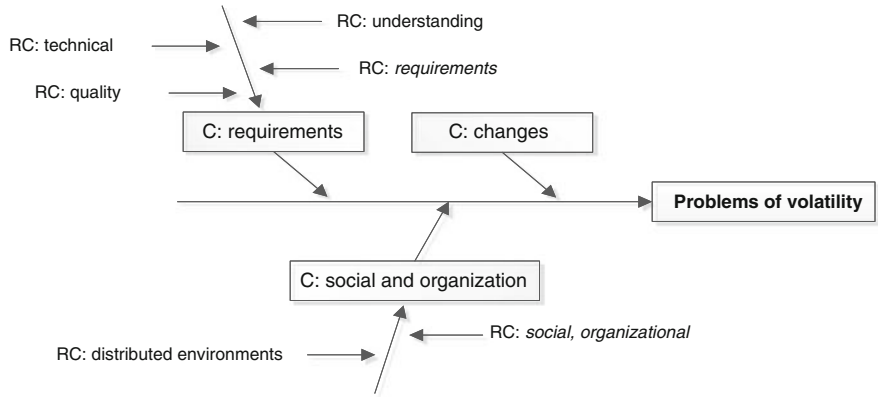 RC: understanding
RC: technical
RC: requirements
RC: quality
C: requirements
C: changes
Problems of volatility
C: social and organization
RC: social, organizational
RC: distributed environments